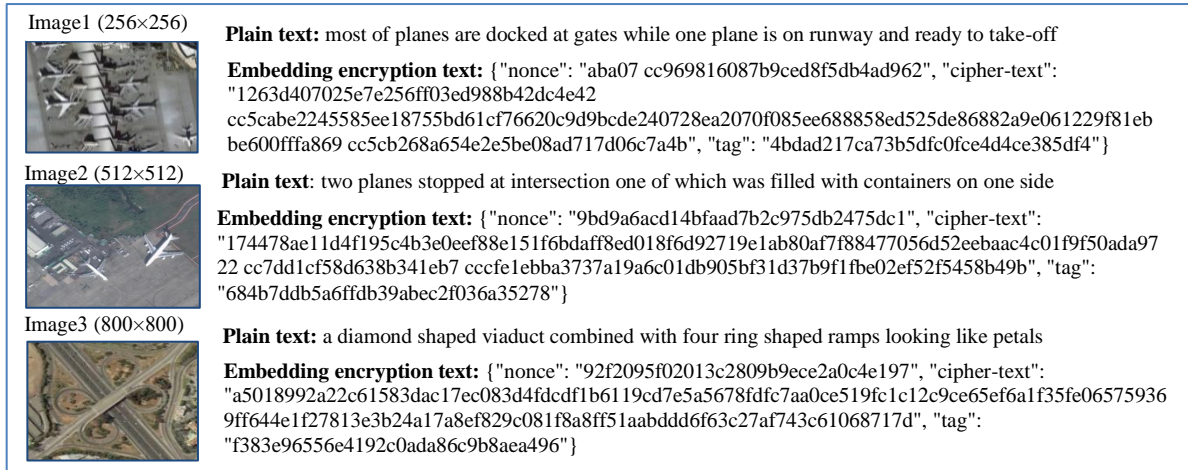 Image1 (256×256)
Plain text: most of planes are docked at gates while one plane is on runway and ready to take-off
Embedding encryption text: {"nonce": "aba07 cc969816087b9ced8f5db4ad962", "cipher-text":
"1263d407025e7e256ff03ed988b42dc4e42
cc5cabe2245585ee18755bd61cf76620c9d9bcde240728ea2070f085ee688858ed525de86882a9e061229f81eb
be600fffa869 cc5cb268a654e2e5be08ad717d06c7a4b", "tag": "4bdad217ca73b5dfc0fce4d4ce385df4"}
Image2 (512×512)
Plain text: two planes stopped at intersection one of which was filled with containers on one side
Embedding encryption text: {"nonce": "9bd9a6acd14bfaad7b2c975db2475dc1", "cipher-text":
"174478ae11d4f195c4b3e0eef88e151f6bdaff8ed018f6d92719e1ab80af7f88477056d52eebaac4c01f9f50ada97
22 cc7dd1cf58d638b341eb7 cccfe1ebba3737a19a6c01db905bf31d37b9f1fbe02ef52f5458b49b", "tag":
"684b7ddb5a6ffdb39abec2f036a35278"}
Image3 (800×800)
Plain text: a diamond shaped viaduct combined with four ring shaped ramps looking like petals
Embedding encryption text: {"nonce": "92f2095f02013c2809b9ece2a0c4e197", "cipher-text":
"a5018992a22c61583dac17ec083d4fdcdf1b6119cd7e5a5678fdfc7aa0ce519fc1c12c9ce65ef6a1f35fe06575936
9ff644e1f27813e3b24a17a8ef829c081f8a8ff51aabddd6f63c27af743c61068717d", "tag":
"f383e96556e4192c0ada86c9b8aea496"}